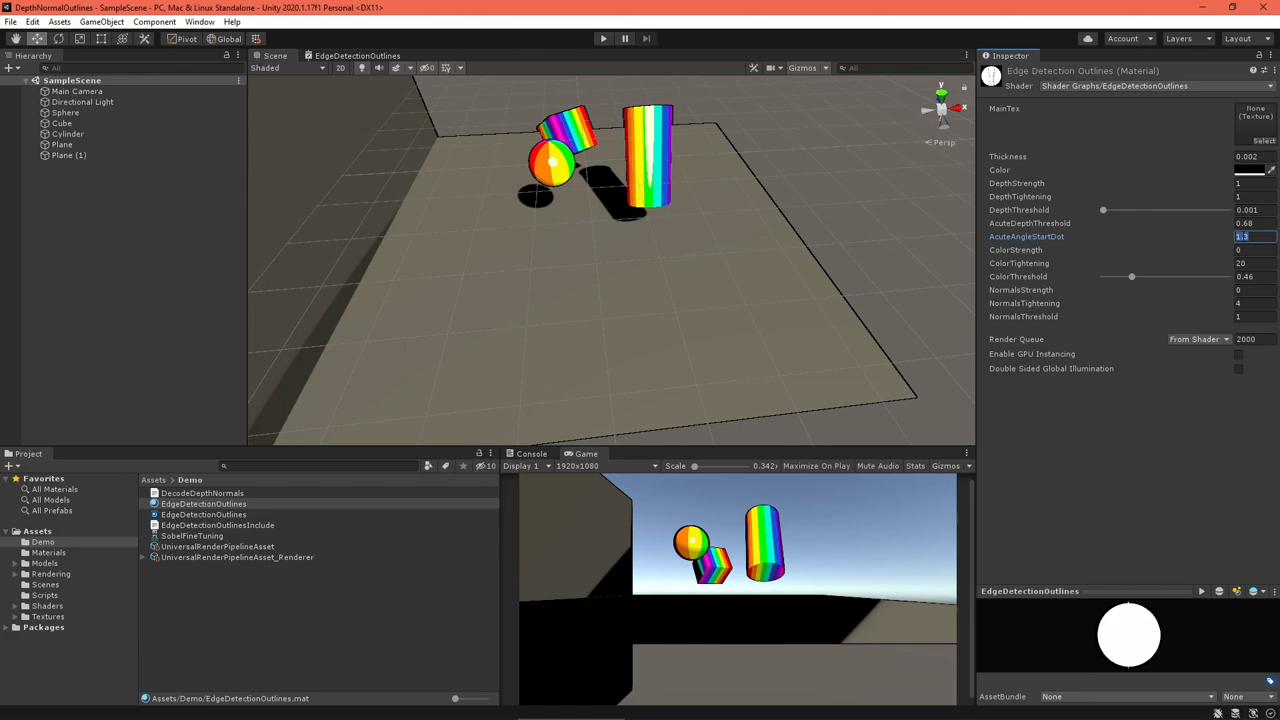 DepthNormalOutlines - SampleScene - PC, Mac & Linux Standalone - Unity 2020.1.17f1 Personal <DX11>
File Edit Assets GameObject Component Window Help
Pivot Global Account Layers Layout
Hierarchy Scene EdgeDetectionOutlines Inspector
All Shaded 2D 0 Gizmos All
SampleScene
Main Camera
Directional Light
Sphere
Cube
Cylinder
Plane
Plane (1)
y
x
Persp
Edge Detection Outlines (Material)
Shader Shader Graphs/EdgeDetectionOutlines
MainTex None (Texture)
Select
Thickness 0.002
Color
DepthStrength 1
DepthTightening 1
DepthThreshold 0.001
AcuteDepthThreshold 0.68
AcuteAngleStartDot 1.3
ColorStrength 0
ColorTightening 20
ColorThreshold 0.46
NormalsStrength 0
NormalsTightening 4
NormalsThreshold 1
Render Queue From Shader 2000
Enable GPU Instancing
Double Sided Global Illumination
Project Console Game
10 Display 1 1920x1080 Scale 0.342x Maximize On Play Mute Audio Stats Gizmos
Favorites
All Materials
All Models
All Prefabs
Assets
Demo
Materials
Models
Rendering
Scenes
Scripts
Shaders
Textures
Packages
Assets Demo
DecodeDepthNormals
EdgeDetectionOutlines
EdgeDetectionOutlines
EdgeDetectionOutlinesInclude
SobelFineTuning
UniversalRenderPipelineAsset
UniversalRenderPipelineAsset_Renderer
Assets/Demo/EdgeDetectionOutlines.mat
EdgeDetectionOutlines
AssetBundle None None